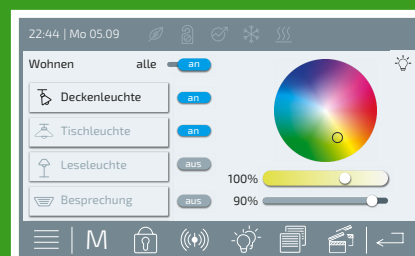 22:44 | Mo 05.09
Wohnen alle an
Deckenleuchte an
Tischleuchte an
Leseleuchte aus
100%
Besprechung aus
90%
M